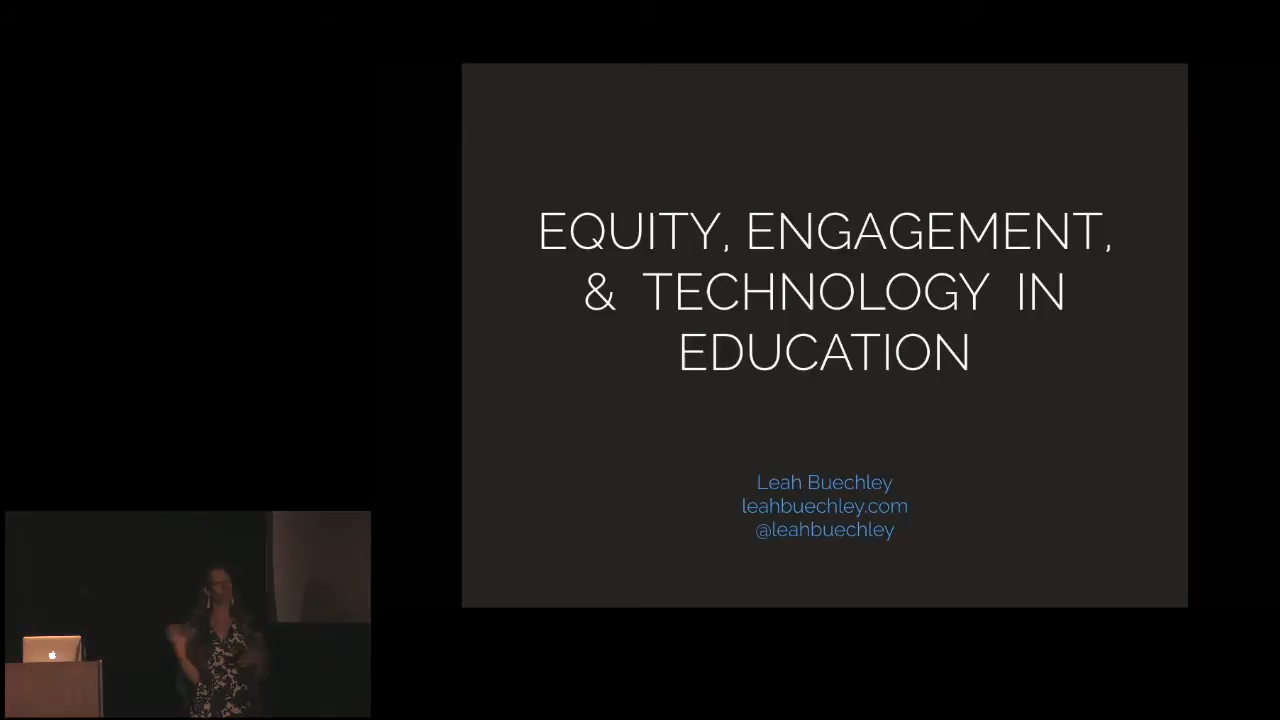 EQUITY, ENGAGEMENT,
& TECHNOLOGY IN
EDUCATION
Leah Buechley
leahbuechley.com
@leahbuechley